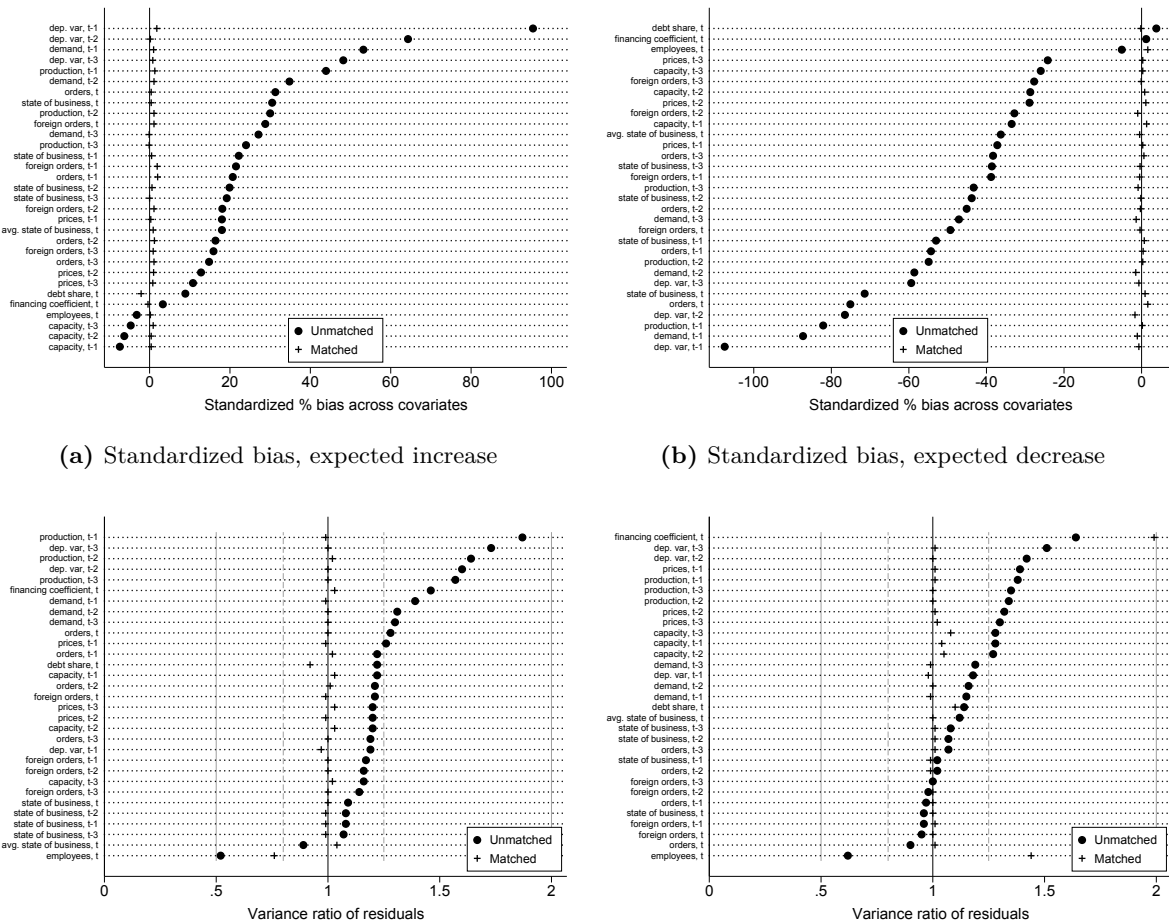 dep. var, t-1
dep. var, t-2
demand, t-1
dep. var, t-3
production, t-1
demand, t-2
orders, t
state of business, t
production, t-2
foreign orders, t
demand, t-3
production, t-3
state of business, t-1
foreign orders, t-1
orders, t-1
state of business, t-2
state of business, t-3
foreign orders, t-2
prices, t-1
avg. state of business, t
orders, t-2
foreign orders, t-3
orders, t-3
prices, t-2
prices, t-3
debt share, t
financing coefficient, t
employees, t
capacity, t-3
capacity, t-2
capacity, t-1
Unmatched
Matched
0 20 40 60 80 100
Standardized % bias across covariates
(a) Standardized bias, expected increase
debt share, t
financing coefficient, t
employees, t
prices, t-3
capacity, t-3
foreign orders, t-3
capacity, t-2
prices, t-2
foreign orders, t-2
capacity, t-1
avg. state of business, t
prices, t-1
orders, t-3
state of business, t-3
foreign orders, t-1
production, t-3
state of business, t-2
orders, t-2
demand, t-3
foreign orders, t
state of business, t-1
orders, t-1
production, t-2
demand, t-2
dep. var, t-3
state of business, t
orders, t
dep. var, t-2
production, t-1
demand, t-1
dep. var, t-1
Unmatched
Matched
-100 -80 -60 -40 -20 0
Standardized % bias across covariates
(b) Standardized bias, expected decrease
production, t-1
dep. var, t-3
production, t-2
dep. var, t-2
production, t-3
financing coefficient, t
demand, t-1
demand, t-2
demand, t-3
orders, t
prices, t-1
orders, t-1
debt share, t
capacity, t-1
orders, t-2
foreign orders, t
prices, t-3
prices, t-2
capacity, t-2
orders, t-3
dep. var, t-1
foreign orders, t-1
foreign orders, t-2
capacity, t-3
foreign orders, t-3
state of business, t
state of business, t-2
state of business, t-1
state of business, t-3
avg. state of business, t
employees, t
Unmatched
Matched
0 .5 1 1.5 2
Variance ratio of residuals
financing coefficient, t
dep. var, t-3
dep. var, t-2
prices, t-1
production, t-1
production, t-3
production, t-2
prices, t-2
prices, t-3
capacity, t-3
capacity, t-1
capacity, t-2
demand, t-3
dep. var, t-1
demand, t-2
demand, t-1
debt share, t
avg. state of business, t
state of business, t-3
state of business, t-2
orders, t-3
state of business, t-1
orders, t-2
foreign orders, t-3
foreign orders, t-2
orders, t-1
state of business, t
foreign orders, t-1
foreign orders, t
orders, t
employees, t
Unmatched
Matched
0 .5 1 1.5 2
Variance ratio of residuals